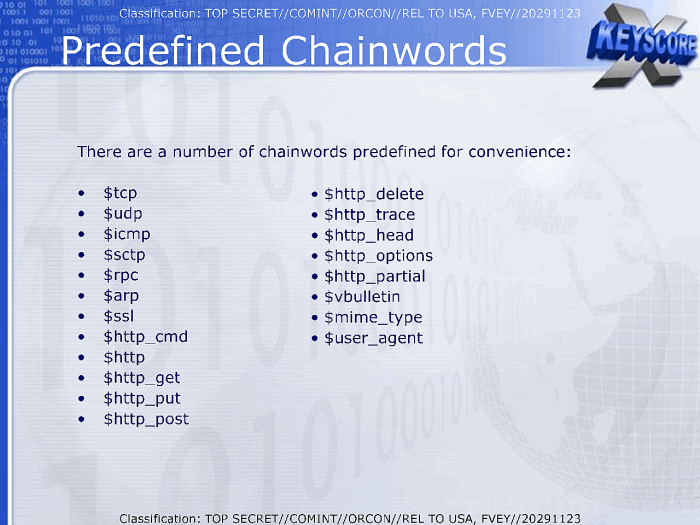 Classification: TOP SECRET//COMINT//ORCON//REL TO USA, FVEY//20291123
Predefined Chainwords
X
KEYSCORE
There are a number of chainwords predefined for convenience:
• $tcp
• $udp
• $icmp
• $sctp
• $rpc
• $arp
• $ssl
• $http_cmd
• $http
• $http_get
• $http_put
• $http_post
• $http_delete
• $http_trace
• $http_head
• $http_options
• $http_partial
• $vbulletin
• $mime_type
• $user_agent
Classification: TOP SECRET//COMINT//ORCON//REL TO USA, FVEY//20291123